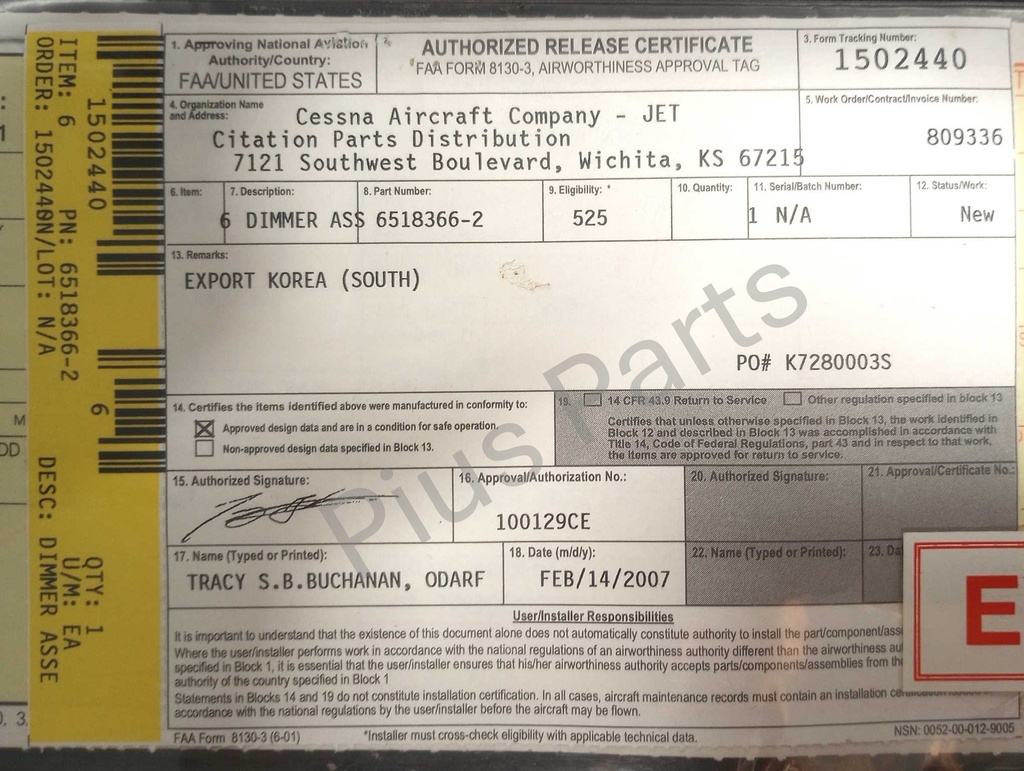 ITEM: 6 PN: 6518366-2 QTY: 1
ORDER: 1502440 N/LOT: N/A DESC: DIMMER ASSE U/M: EA
1502440
6
1. Approving National Aviation
Authority/Country:
FAA/UNITED STATES
AUTHORIZED RELEASE CERTIFICATE
FAA FORM 8130-3, AIRWORTHINESS APPROVAL TAG
3. Form Tracking Number:
1502440
4. Organization Name
and Address:
Cessna Aircraft Company - JET
Citation Parts Distribution
7121 Southwest Boulevard, Wichita, KS 67215
5. Work Order/Contract/Invoice Number:
809336
6. Item: 7. Description: 8. Part Number: 9. Eligibility: * 10. Quantity: 11. Serial/Batch Number: 12. Status/Work:
6 DIMMER ASS 6518366-2 525 1 N/A New
13. Remarks:
EXPORT KOREA (SOUTH)
PO# K7280003S
14. Certifies the items identified above were manufactured in conformity to:
Approved design data and are in a condition for safe operation.
Non-approved design data specified in Block 13.
19. 14 CFR 43.9 Return to Service Other regulation specified in block 13
Certifies that unless otherwise specified in Block 13, the work identified in
Block 12 and described in Block 13 was accomplished in accordance with
Title 14, Code of Federal Regulations, part 43 and in respect to that work,
the items are approved for return to service.
15. Authorized Signature:
16. Approval/Authorization No.:
100129CE
20. Authorized Signature:
21. Approval/Certificate No.:
17. Name (Typed or Printed):
TRACY S.B.BUCHANAN, ODARF
18. Date (m/d/y):
FEB/14/2007
22. Name (Typed or Printed):
23. Da
E
User/Installer Responsibilities
It is important to understand that the existence of this document alone does not automatically constitute authority to install the part/component/ass
Where the user/installer performs work in accordance with the national regulations of an airworthiness authority different than the airworthiness au
specified in Block 1, it is essential that the user/installer ensures that his/her airworthiness authority accepts parts/components/assemblies from the
authority of the country specified in Block 1
Statements in Blocks 14 and 19 do not constitute installation certification. In all cases, aircraft maintenance records must contain an installation
accordance with the national regulations by the user/installer before the aircraft may be flown.
FAA Form 8130-3 (6-01) *Installer must cross-check eligibility with applicable technical data. NSN: 0052-00-012-9005
Pius Parts